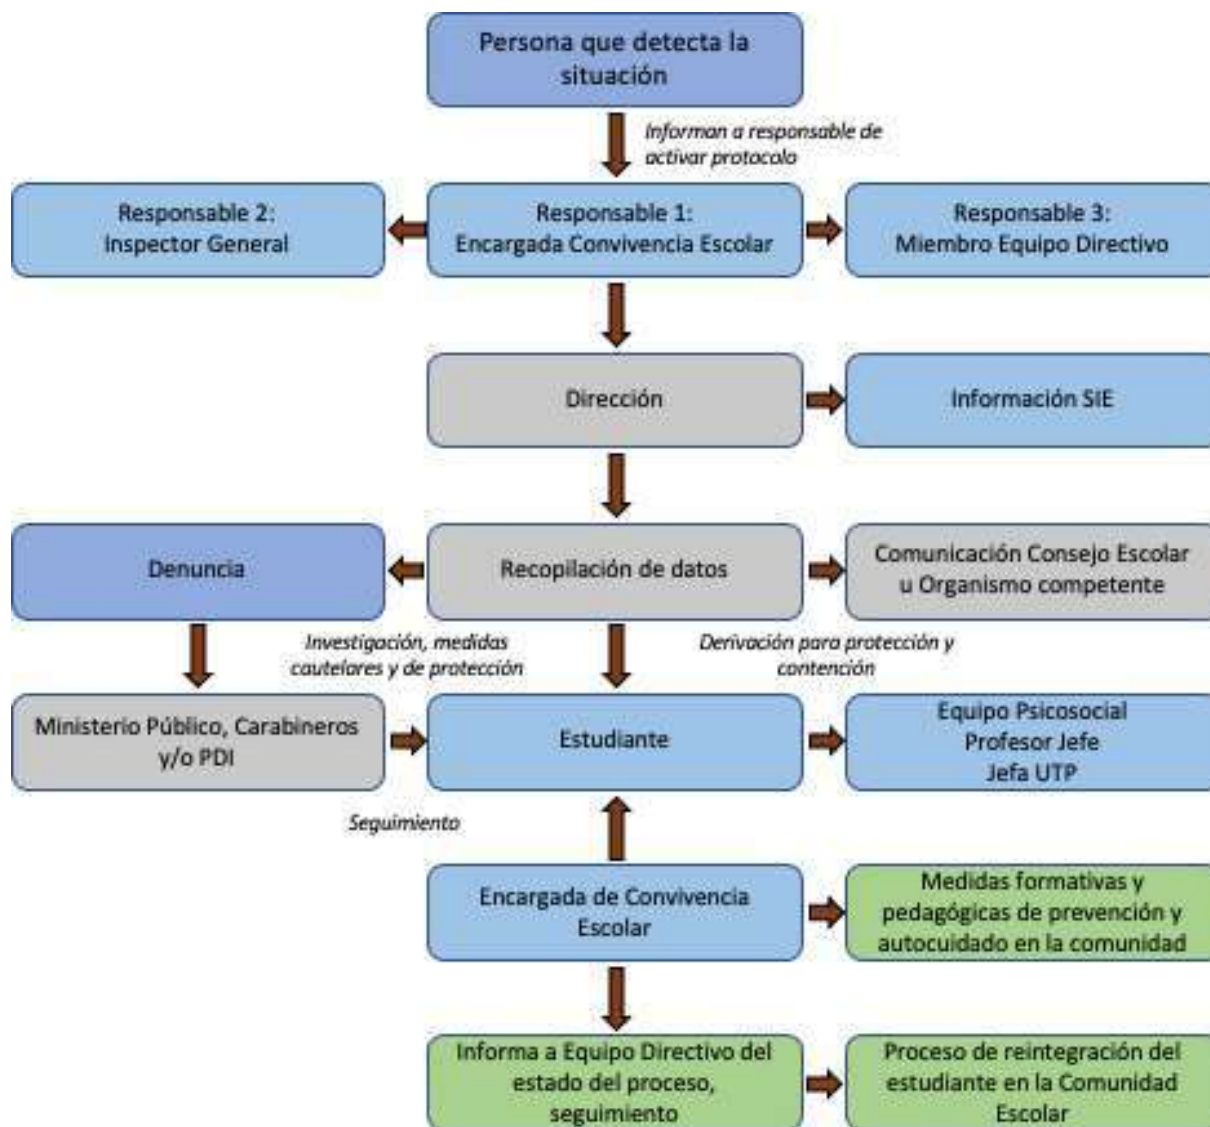 Persona que detecta la
situación
Informan a responsable de
activar protocolo
Responsable 2:
Inspector General
Responsable 1:
Encargada Convivencia Escolar
Responsable 3:
Miembro Equipo Directivo
Dirección
Información SIE
Denuncia
Recopilación de datos
Comunicación Consejo Escolar
u Organismo competente
Investigación, medidas
cautelares y de protección
Derivación para protección y
contención
Ministerio Público, Carabineros
y/o PDI
Estudiante
Equipo Psicosocial
Profesor Jefe
Jefa UTP
Seguimiento
Encargada de Convivencia
Escolar
Medidas formativas y
pedagógicas de prevención y
autocuidado en la comunidad
Informa a Equipo Directivo del
estado del proceso,
seguimiento
Proceso de reintegración del
estudiante en la Comunidad
Escolar